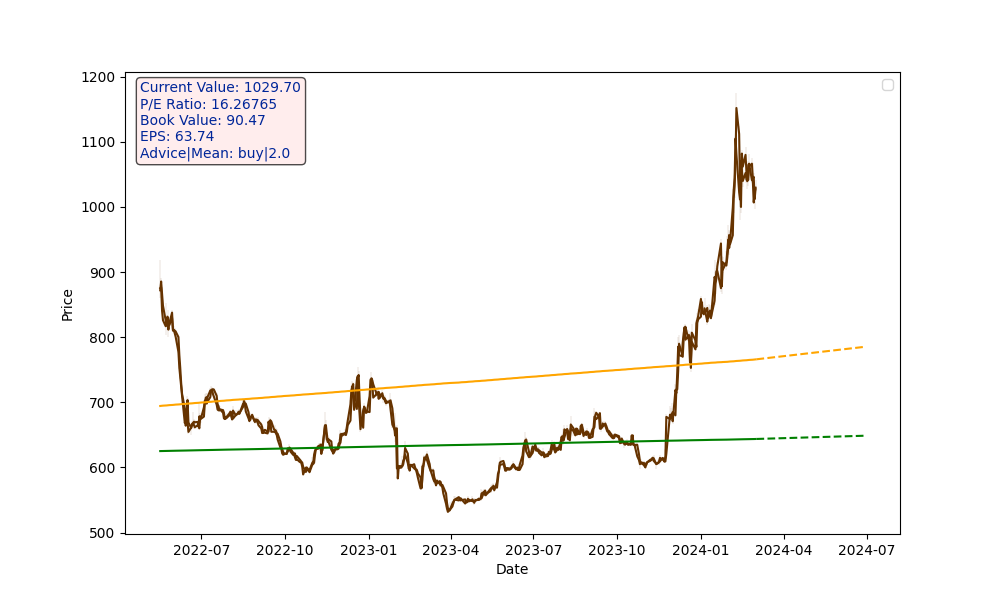 Current Value: 1029.70
P/E Ratio: 16.26765
Book Value: 90.47
EPS: 63.74
Advice|Mean: buy|2.0
1200
1100
1000
900
800
700
600
500
Price
2022-07 2022-10 2023-01 2023-04 2023-07 2023-10 2024-01 2024-04 2024-07
Date